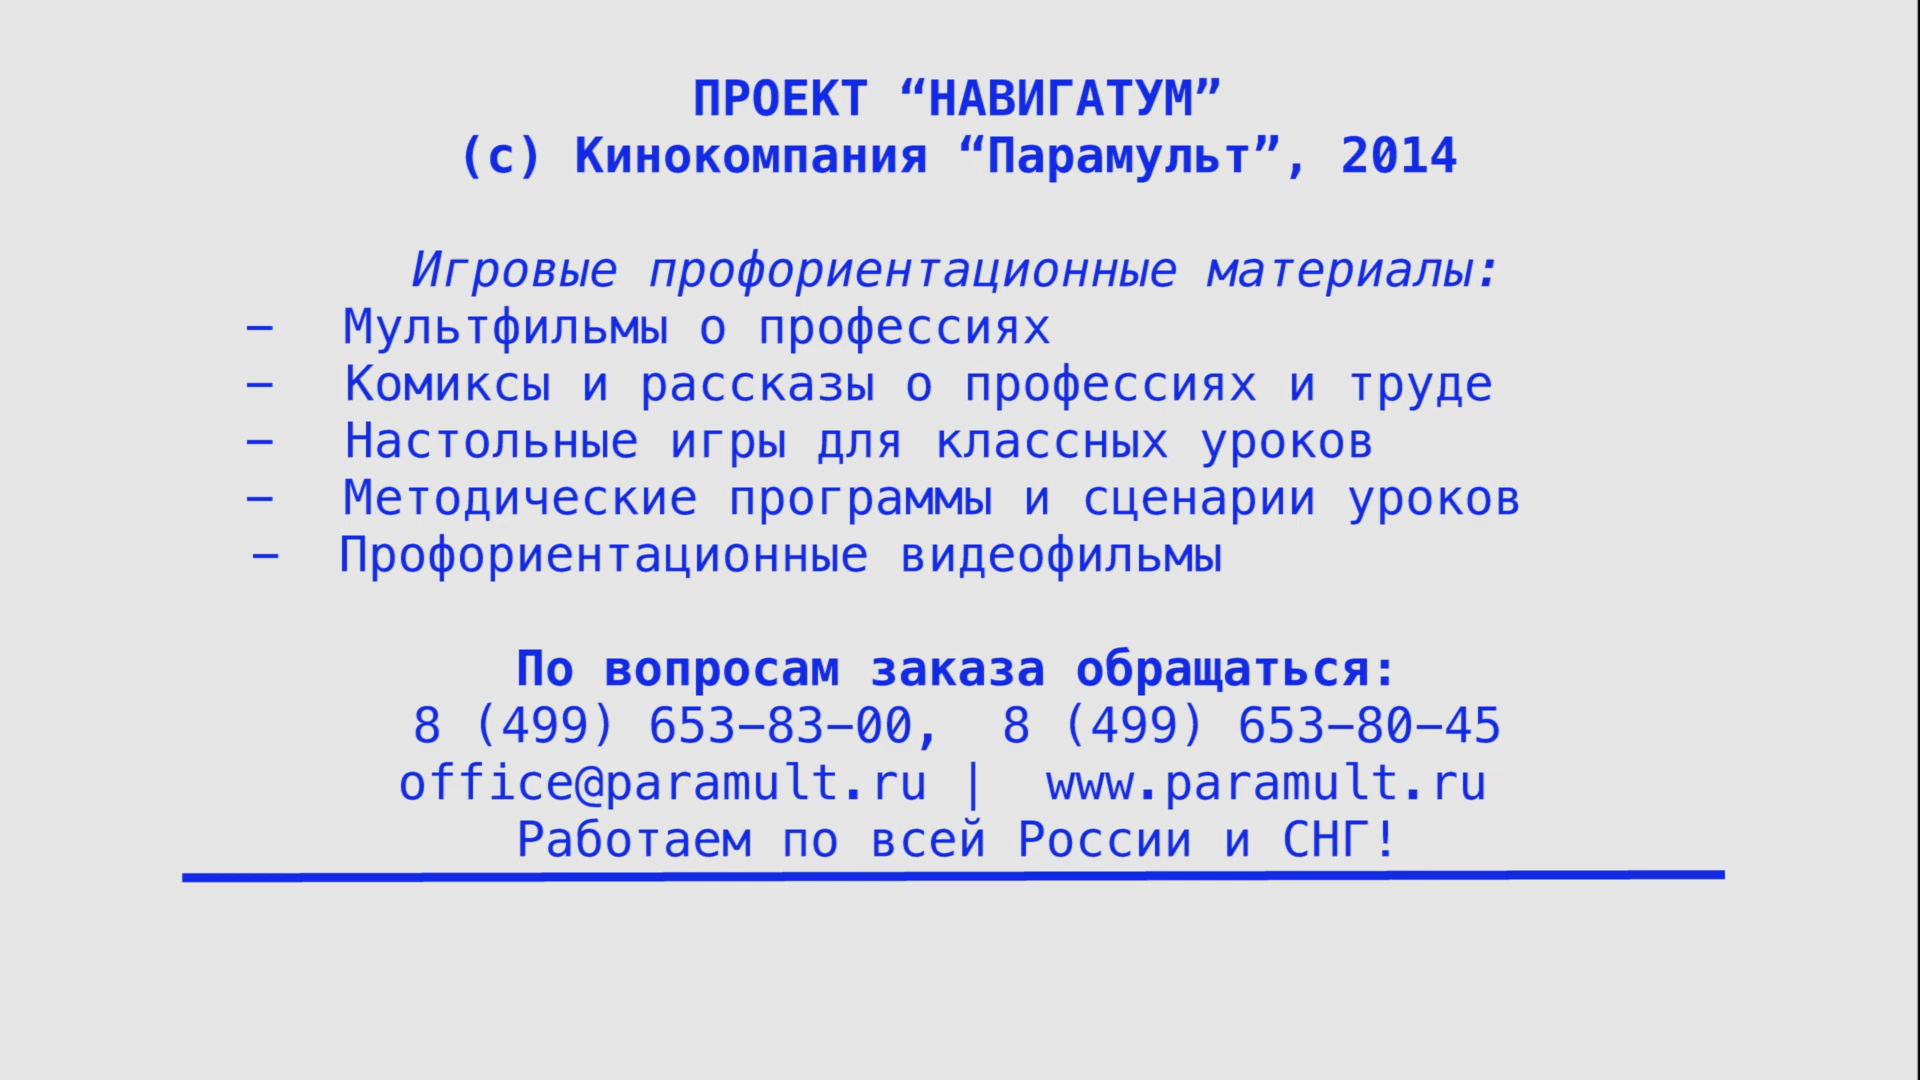 ПРОЕКТ “НАВИГАТУМ”
(с) Кинокомпания “Парамульт”, 2014
Игровые профориентационные материалы:
– Мультфильмы о профессиях
– Комиксы и рассказы о профессиях и труде
– Настольные игры для классных уроков
– Методические программы и сценарии уроков
– Профориентационные видеофильмы
По вопросам заказа обращаться:
8 (499) 653–83–00, 8 (499) 653–80–45
office@paramult.ru | www.paramult.ru
Работаем по всей России и СНГ!